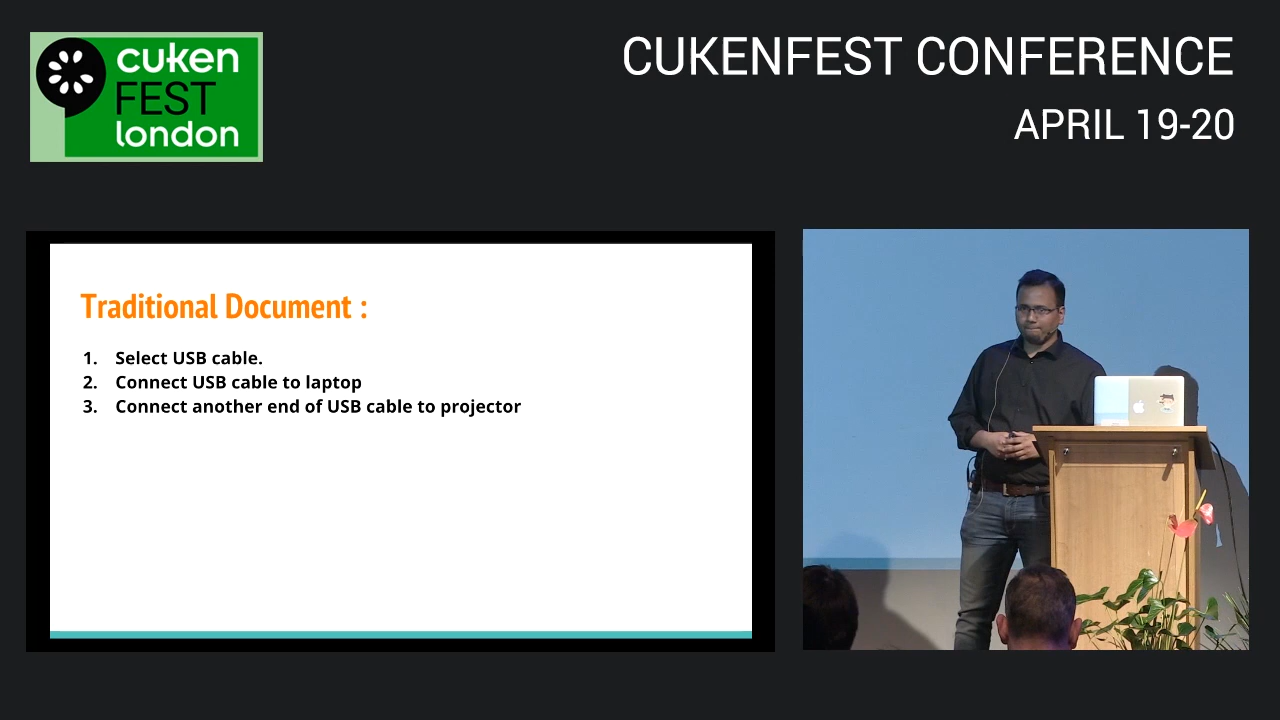 cuken
FEST
london
CUKENFEST CONFERENCE
APRIL 19-20
Traditional Document :
1. Select USB cable.
2. Connect USB cable to laptop
3. Connect another end of USB cable to projector